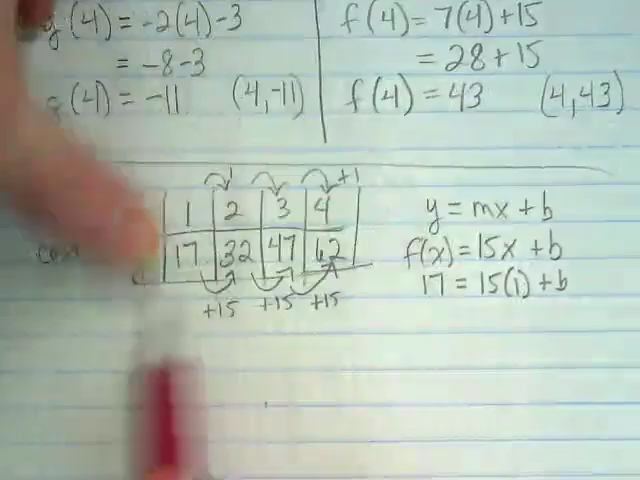 g(4) = -2(4)-3
= -8-3
g(4) = -11 (4,-11)
f(4) = 7(4)+15
= 28+15
f(4) = 43 (4,43)
+1
1 2 3 4
17 32 47 62
+15 +15 +15
y = mx + b
f(x) = 15x + b
17 = 15(1) + b